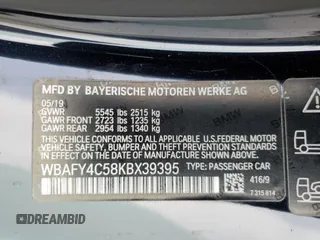 MFD BY BAYERISCHE MOTOREN WERKE AG
05/19
GVWR 5545 lbs 2515 kg
GAWR FRONT 2723 lbs 1235 kg
GAWR REAR 2954 lbs 1340 kg
THIS VEHICLE CONFORMS TO ALL APPLICABLE
U.S. FEDERAL MOTOR VEHICLE SAFETY,
BUMPER AND THEFT PREVENTION STANDARDS IN
EFFECT ON THE DATE OF MANUFACTURE SHOWN
ABOVE.
WBAFY4C58KBX39395 TYPE: PASSENGER CAR
416/9
7 315 814
DREAMBID